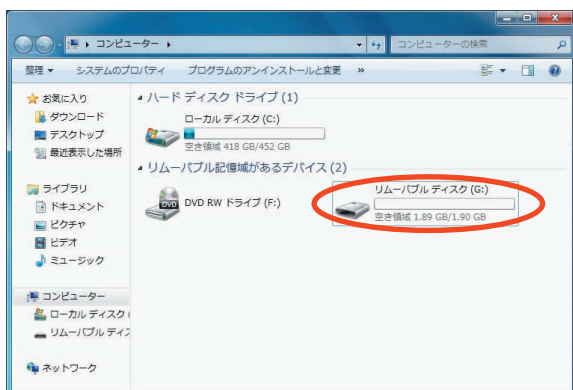 コンピューター
コンピューターの検索
整理
システムのプロパティ
プログラムのアンインストールと変更
»
お気に入り
ダウンロード
デスクトップ
最近表示した場所
ライブラリ
ドキュメント
ピクチャ
ビデオ
ミュージック
コンピューター
ローカル ディスク (
リムーバブル ディス
ネットワーク
ハード ディスク ドライブ (1)
ローカル ディスク (C:)
空き領域 418 GB/452 GB
リムーバブル記憶域があるデバイス (2)
DVD
DVD RW ドライブ (F:)
リムーバブル ディスク (G:)
空き領域 1.89 GB/1.90 GB